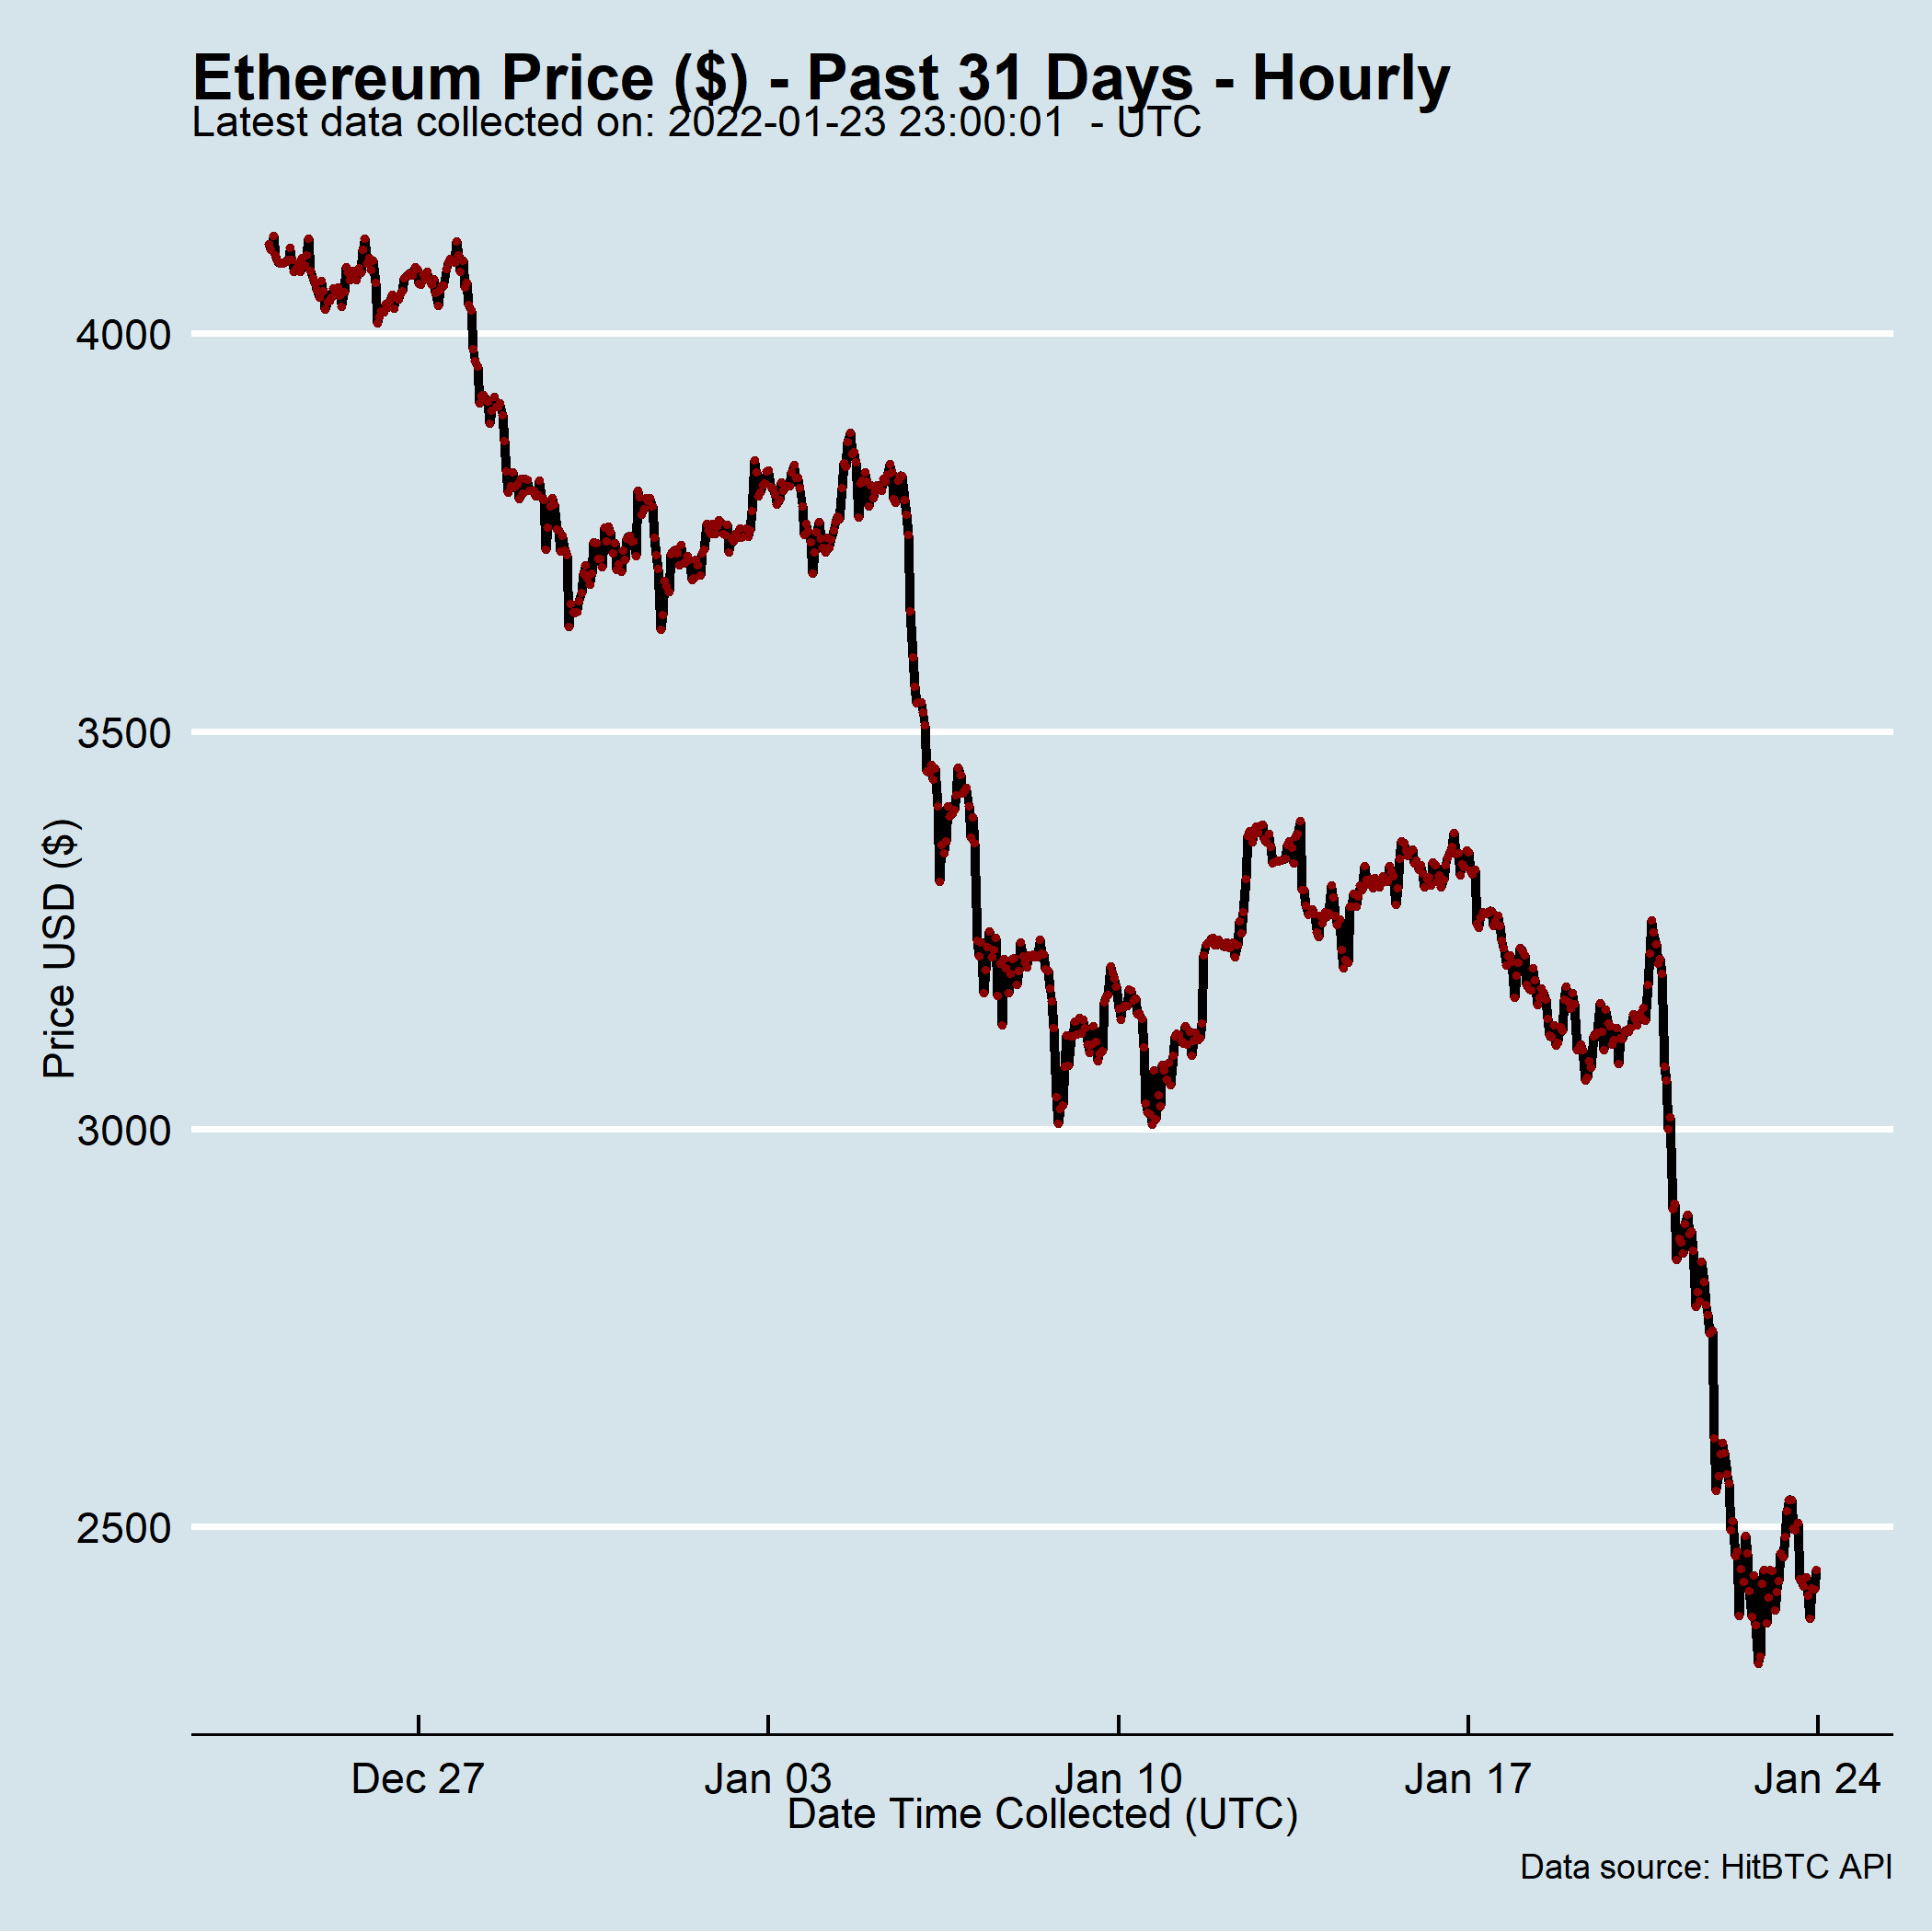 Ethereum Price ($) - Past 31 Days - Hourly
Latest data collected on: 2022-01-23 23:00:01  - UTC
4000
3500
3000
2500
Price USD ($)
Dec 27 Jan 03 Jan 10 Jan 17 Jan 24
Date Time Collected (UTC)
Data source: HitBTC API